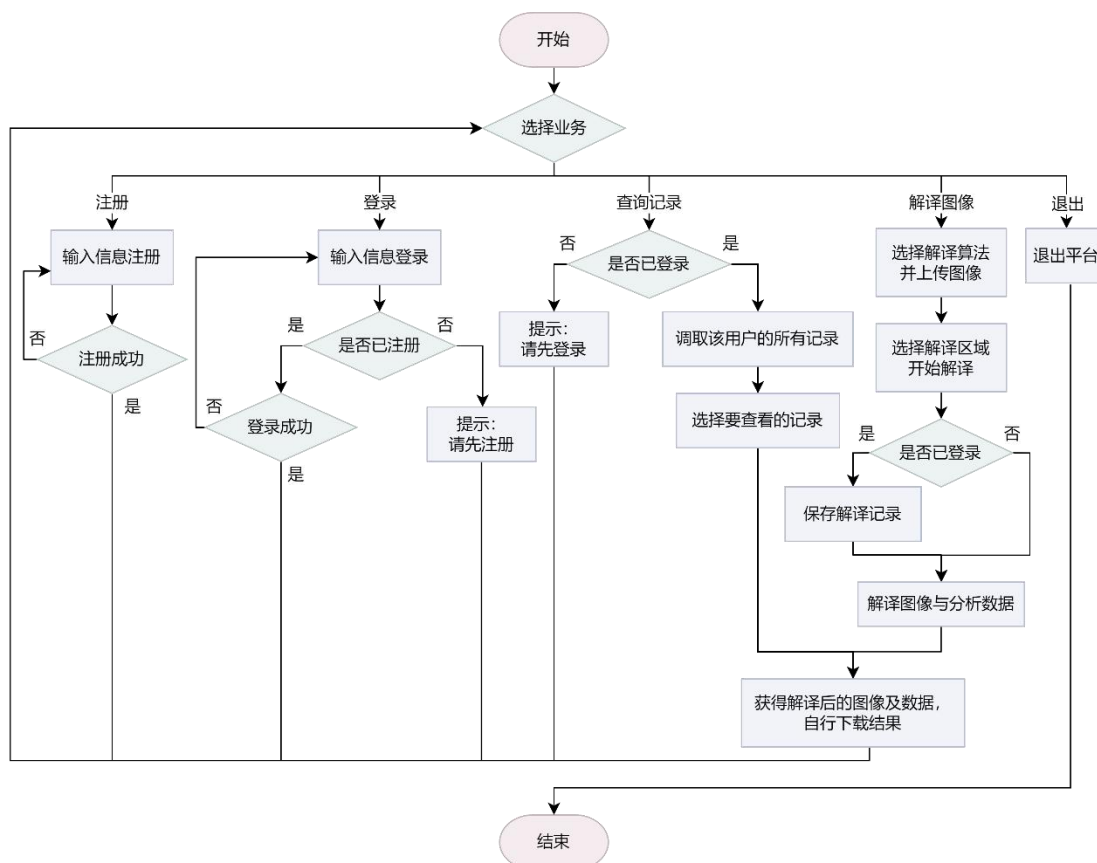 开始
选择业务
注册
登录
查询记录
解译图像
退出
输入信息注册
输入信息登录
否
是否已登录
是
选择解译算法
并上传图像
退出平台
否
注册成功
是
是
是否已注册
否
提示：
请先登录
调取该用户的所有记录
选择解译区域
开始解译
否
登录成功
是
提示：
请先注册
选择要查看的记录
是
是否已登录
否
保存解译记录
解译图像与分析数据
获得解译后的图像及数据，
自行下载结果
结束